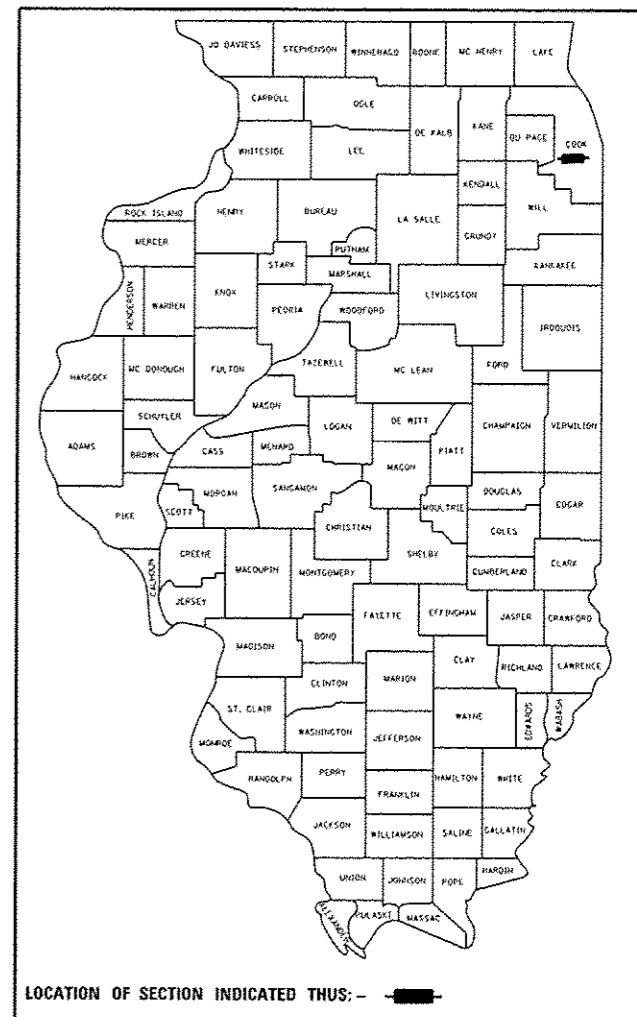 JO DAVIESS STEPHENSON WINNEBAGO BOONE MC HENRY LAKE
CARROLL OGLE DE KALB KANE DU PAGE COOK
WHITESIDE LEE
KENDALL WILL
ROCK ISLAND HENRY BUREAU LA SALLE GRUNDY
MERCER PUTNAM KANKAKEE
STARK MARSHALL
HENDERSON WARREN KNOX PEORIA WOODFORD LIVINGSTON IROQUOIS
HANCOCK MC DONOUGH FULTON TAZEWELL MC LEAN FORD
SCHUYLER MASON LOGAN DE WITT CHAMPAIGN VERMILION
ADAMS BROWN CASS MENARD MACON PIATT
PIKE SCOTT MORGAN SANGAMON CHRISTIAN MOULTRIE DOUGLAS EDGAR
COLES
CALHOUN GREENE MACOUPIN MONTGOMERY SHELBY CUMBERLAND CLARK
JERSEY FAYETTE EFFINGHAM JASPER CRAWFORD
MADISON BOND CLAY RICHLAND LAWRENCE
CLINTON MARION
ST. CLAIR WASHINGTON JEFFERSON WAYNE EDWARDS WABASH
MONROE
RANDOLPH PERRY HAMILTON WHITE
FRANKLIN
JACKSON WILLIAMSON SALINE GALLATIN
UNION JOHNSON POPE HARDIN
ALEXANDER PULASKI MASSAC
LOCATION OF SECTION INDICATED THUS; –